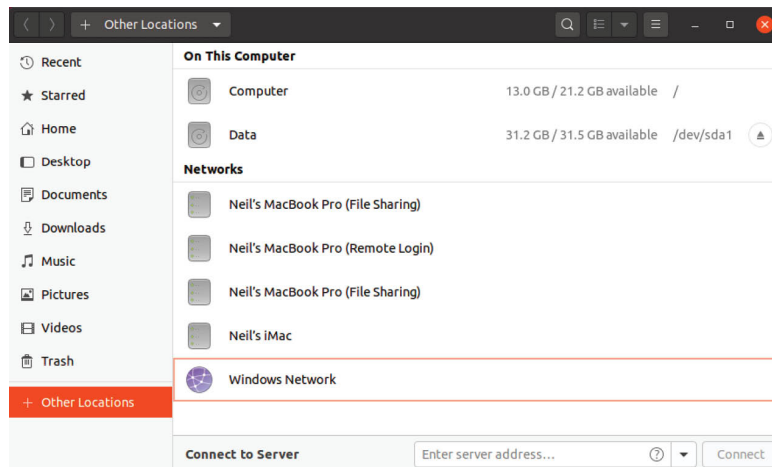 + Other Locations
Recent
Starred
Home
Desktop
Documents
Downloads
Music
Pictures
Videos
Trash
+ Other Locations
On This Computer
Computer 13.0 GB / 21.2 GB available /
Data 31.2 GB / 31.5 GB available /dev/sda1
Networks
Neil's MacBook Pro (File Sharing)
Neil's MacBook Pro (Remote Login)
Neil's MacBook Pro (File Sharing)
Neil's iMac
Windows Network
Connect to Server Enter server address... ? Connect